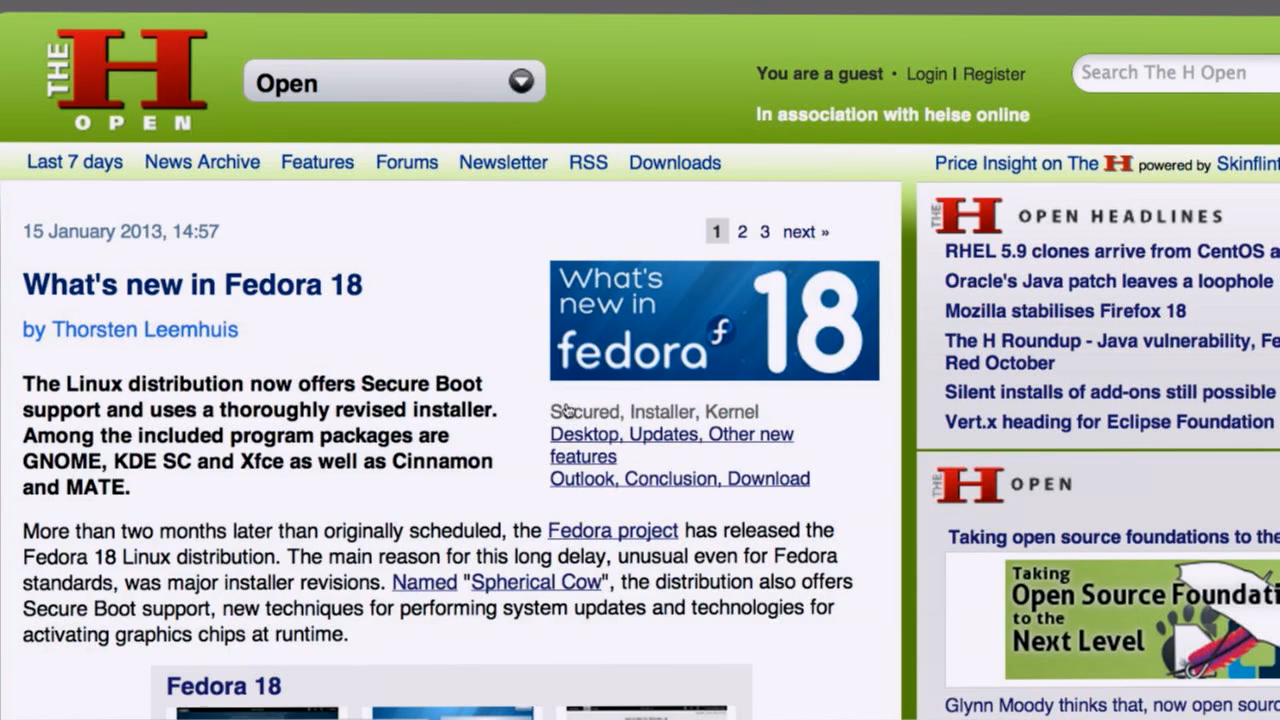 THE H OPEN
Open
You are a guest · Login | Register
Search The H Open
In association with heise online
Last 7 days News Archive Features Forums Newsletter RSS Downloads
Price Insight on The H powered by Skinflint
15 January 2013, 14:57
1 2 3 next »
What's new in Fedora 18
by Thorsten Leemhuis
The Linux distribution now offers Secure Boot
support and uses a thoroughly revised installer.
Among the included program packages are
GNOME, KDE SC and Xfce as well as Cinnamon
and MATE.
What's
new in
fedora 18
Secured, Installer, Kernel
Desktop, Updates, Other new
features
Outlook, Conclusion, Download
More than two months later than originally scheduled, the Fedora project has released the
Fedora 18 Linux distribution. The main reason for this long delay, unusual even for Fedora
standards, was major installer revisions. Named "Spherical Cow", the distribution also offers
Secure Boot support, new techniques for performing system updates and technologies for
activating graphics chips at runtime.
Fedora 18
THE H OPEN HEADLINES
RHEL 5.9 clones arrive from CentOS a
Oracle's Java patch leaves a loophole
Mozilla stabilises Firefox 18
The H Roundup - Java vulnerability, Fe
Red October
Silent installs of add-ons still possible
Vert.x heading for Eclipse Foundation
THE H OPEN
Taking open source foundations to the
Taking
Open Source Foundati
to the
Next Level
Glynn Moody thinks that, now open sourc